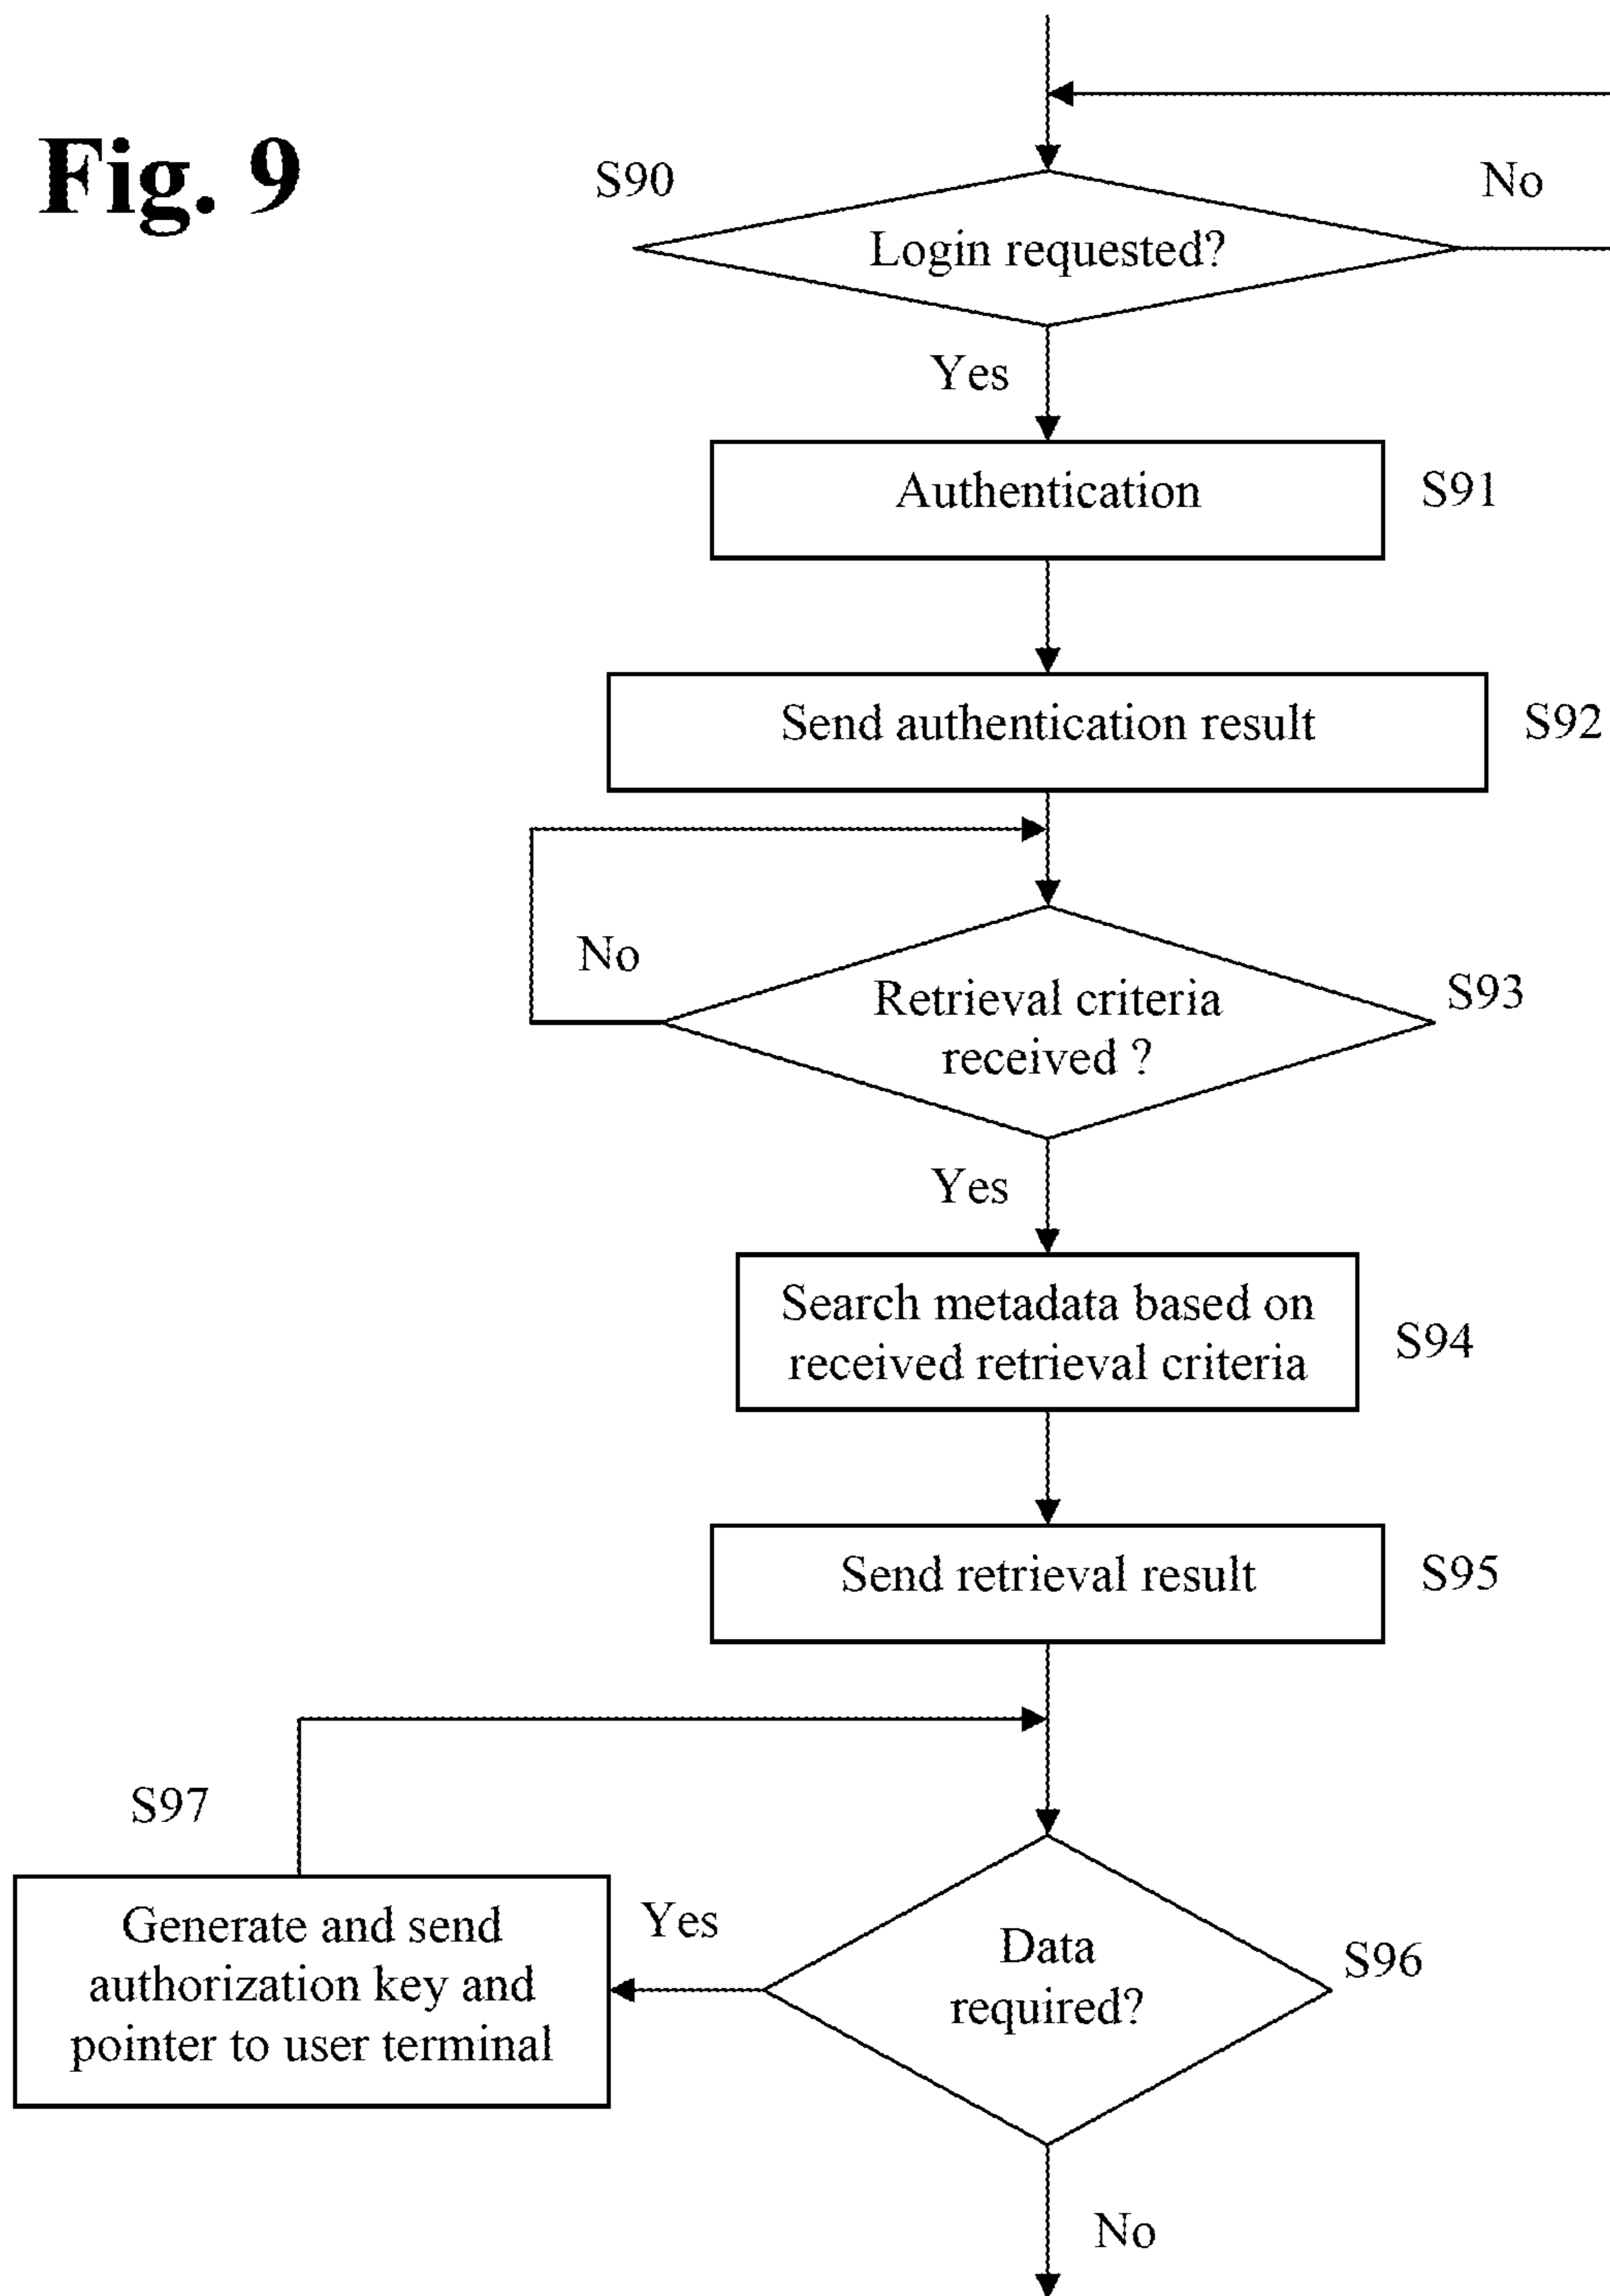 Fig. 9
S90
No
Login requested?
Yes
Authentication
S91
Send authentication result
S92
No
Retrieval criteria
received ?
S93
Yes
Search metadata based on
received retrieval criteria
S94
Send retrieval result
S95
S97
Generate and send
authorization key and
pointer to user terminal
Yes
Data
required?
S96
No